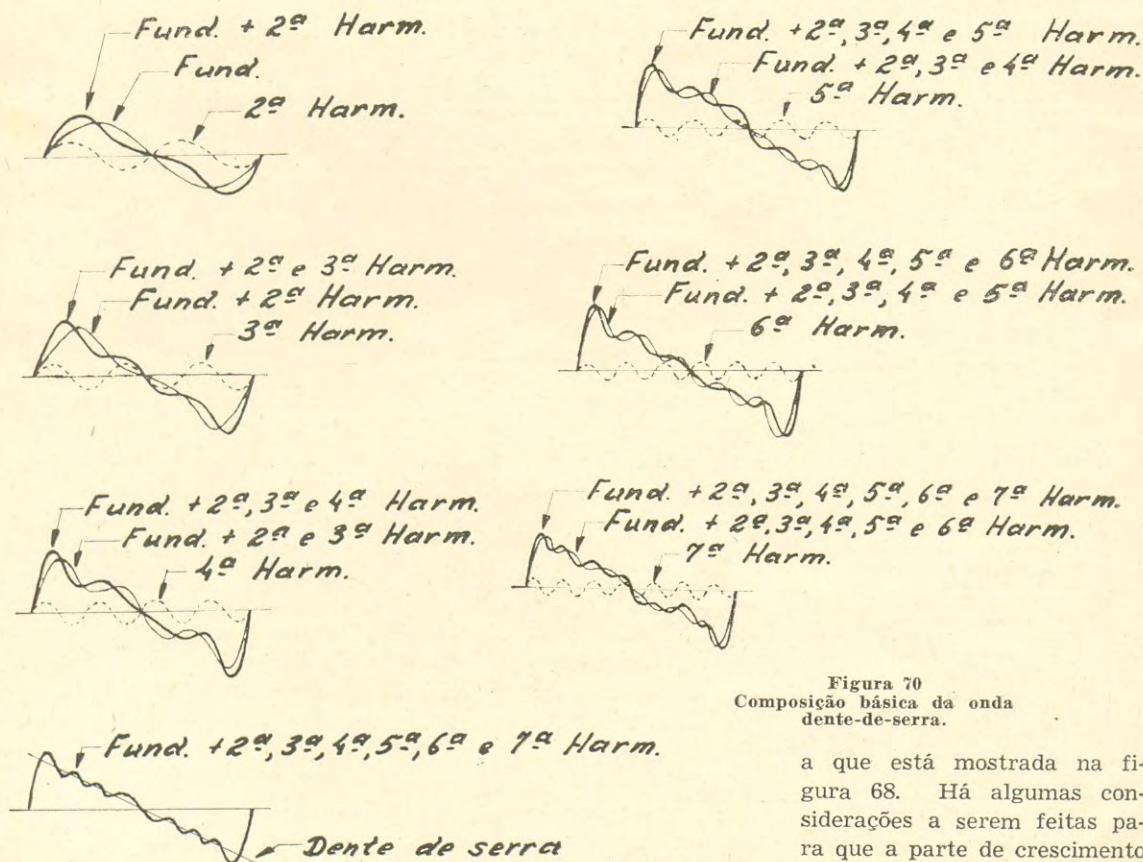 Fund. + 2ª Harm.
Fund.
2ª Harm.
Fund. + 2ª e 3ª Harm.
Fund. + 2ª
3ª Harm.
Fund. + 2ª, 3ª e 4ª Harm.
Fund. + 2ª e 3ª Harm.
4ª Harm.
Fund. + 2ª, 3ª, 4ª, 5ª, 6ª e 7ª Harm.
Dente de serra
Fund. + 2ª, 3ª, 4ª e 5ª Harm.
Fund. + 2ª, 3ª e 4ª Harm.
5ª Harm.
Fund. + 2ª, 3ª, 4ª, 5ª e 6ª Harm.
Fund. + 2ª, 3ª, 4ª e 5ª Harm.
6ª Harm.
Fund. + 2ª, 3ª, 4ª, 5ª, 6ª e 7ª Harm.
Fund. + 2ª, 3ª, 4ª, 5ª e 6ª Harm.
7ª Harm.
Figura 70
Composição básica da onda
dente-de-serra.
a que está mostrada na fi-
gura 68. Há algumas con-
siderações a serem feitas pa-
ra que a parte de crescimento